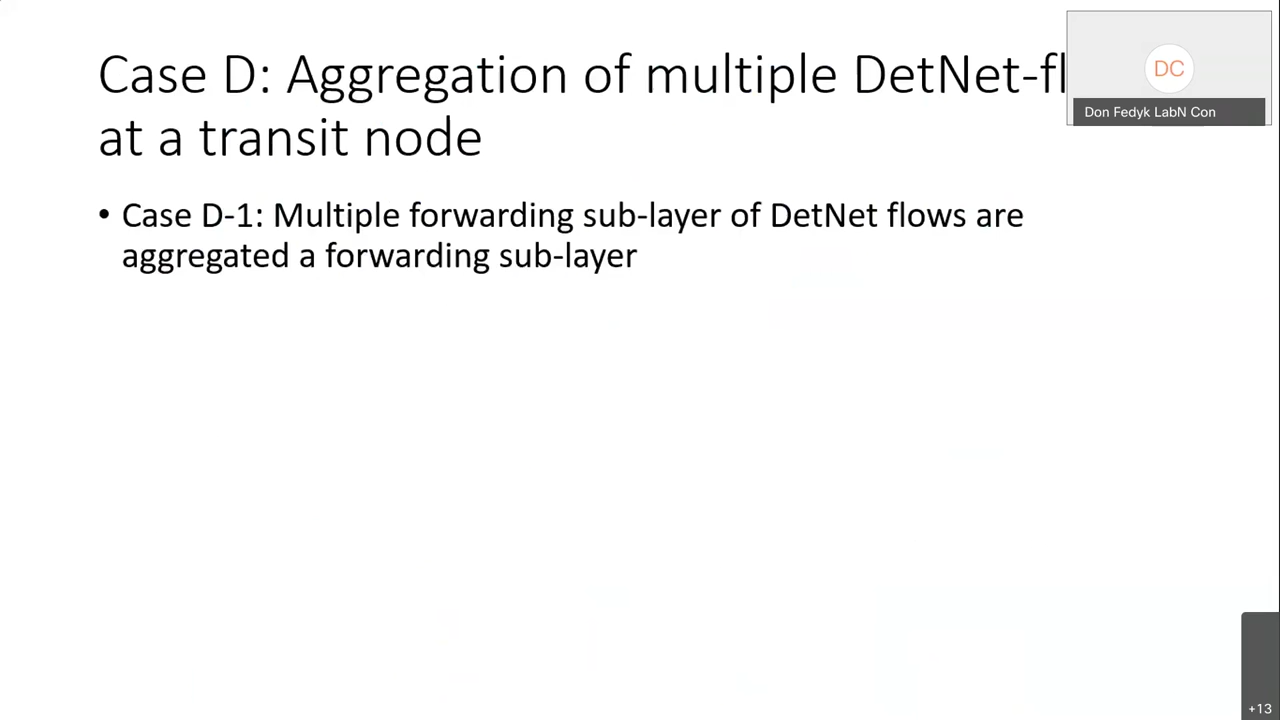 Case D: Aggregation of multiple DetNet-fl
at a transit node
DC
Don Fedyk LabN Con
• Case D-1: Multiple forwarding sub-layer of DetNet flows are
aggregated a forwarding sub-layer
+13